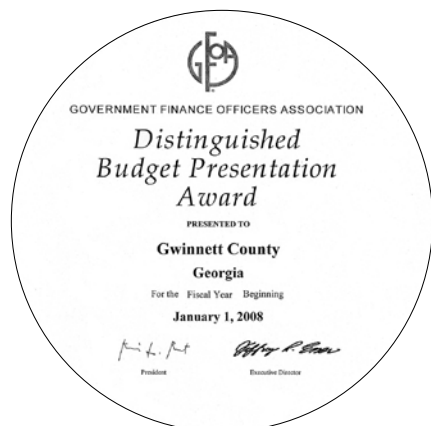 GFOA
GOVERNMENT FINANCE OFFICERS ASSOCIATION
Distinguished
Budget Presentation
Award
PRESENTED TO
Gwinnett County
Georgia
For the Fiscal Year Beginning
January 1, 2008
President
Executive Director